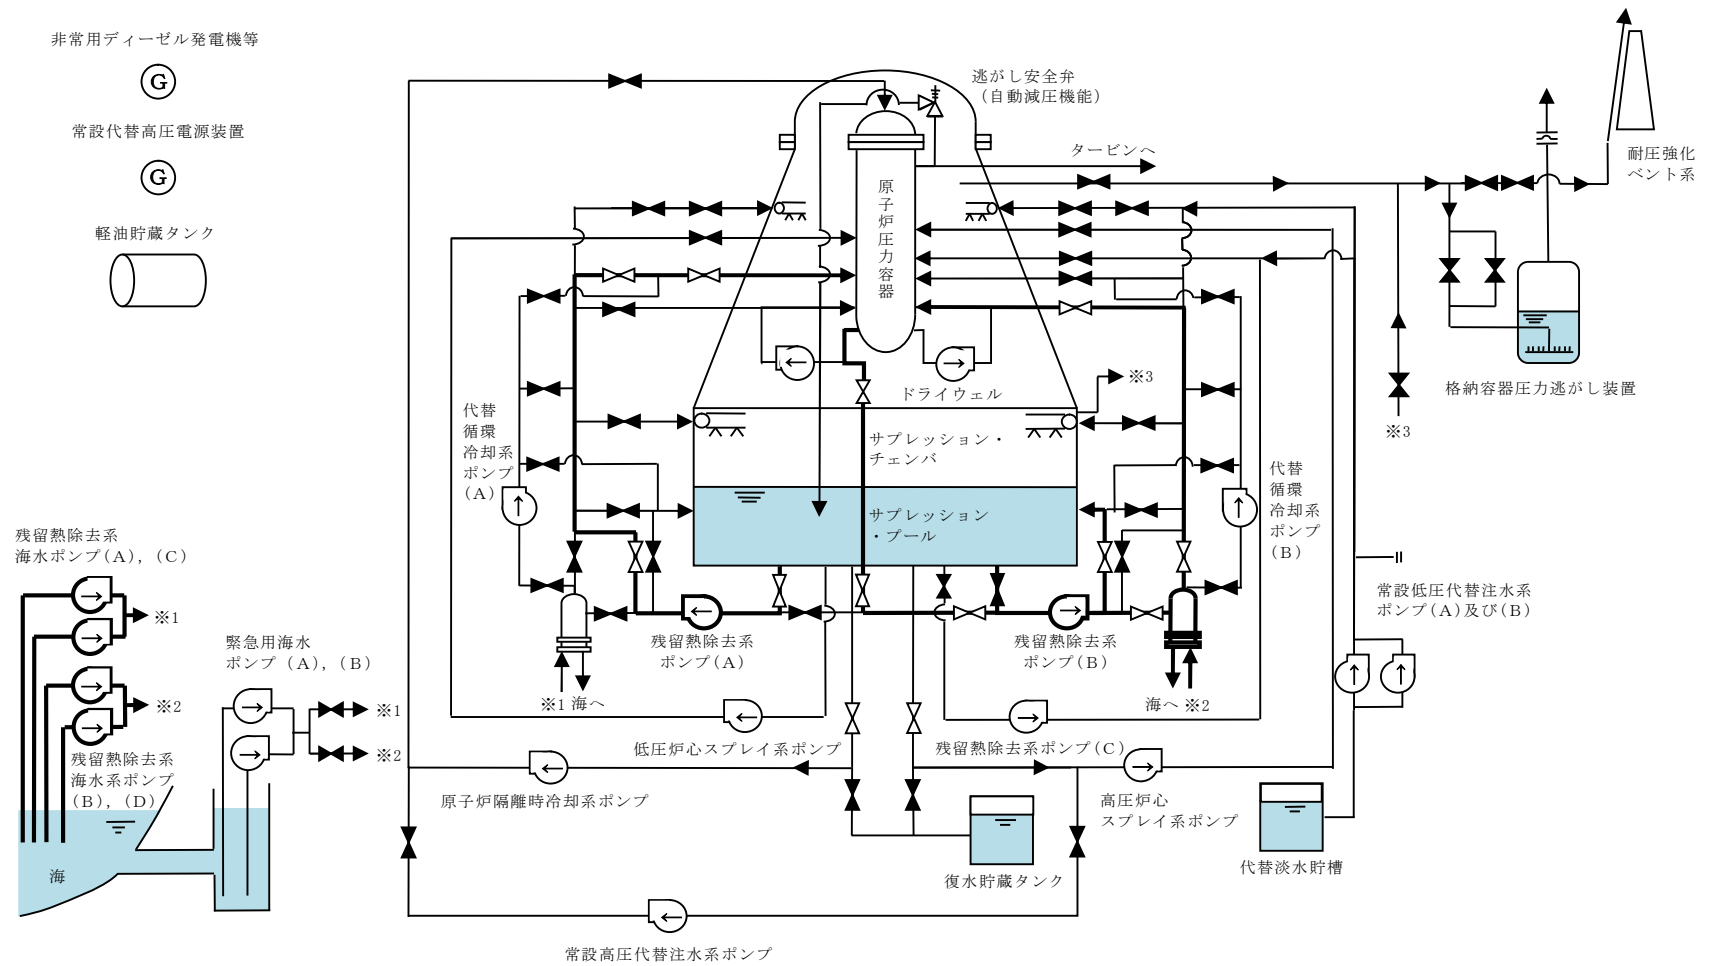 非常用ディーゼル発電機等
G
常設代替高圧電源装置
G
軽油貯蔵タンク
逃がし安全弁
（自動減圧機能）
タービンへ
原子炉圧力容器
耐圧強化
ベント系
格納容器圧力逃がし装置
※3
※3
ドライウェル
サプレッション・
チェンバ
サプレッション
・プール
代替
循環
冷却系
ポンプ
（A）
代替
循環
冷却系
ポンプ
（B）
残留熱除去系
海水ポンプ（A），（C）
※1
※2
残留熱除去系
海水系ポンプ
（B），（D）
海
緊急用海水
ポンプ（A），（B）
※1
※2
残留熱除去系
ポンプ（A）
※1 海へ
残留熱除去系
ポンプ（B）
海へ ※2
常設低圧代替注水系
ポンプ（A）及び（B）
低圧炉心スプレイ系ポンプ
残留熱除去系ポンプ（C）
原子炉隔離時冷却系ポンプ
高圧炉心
スプレイ系ポンプ
復水貯蔵タンク
代替淡水貯槽
常設高圧代替注水系ポンプ